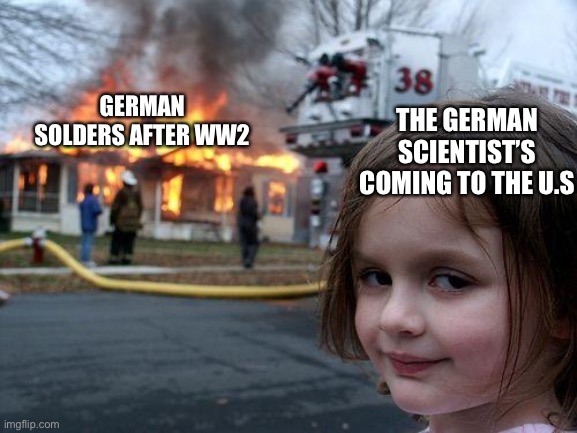 GERMAN
SOLDERS AFTER WW2
THE GERMAN
SCIENTIST'S
COMING TO THE U.S
38
imgflip.com